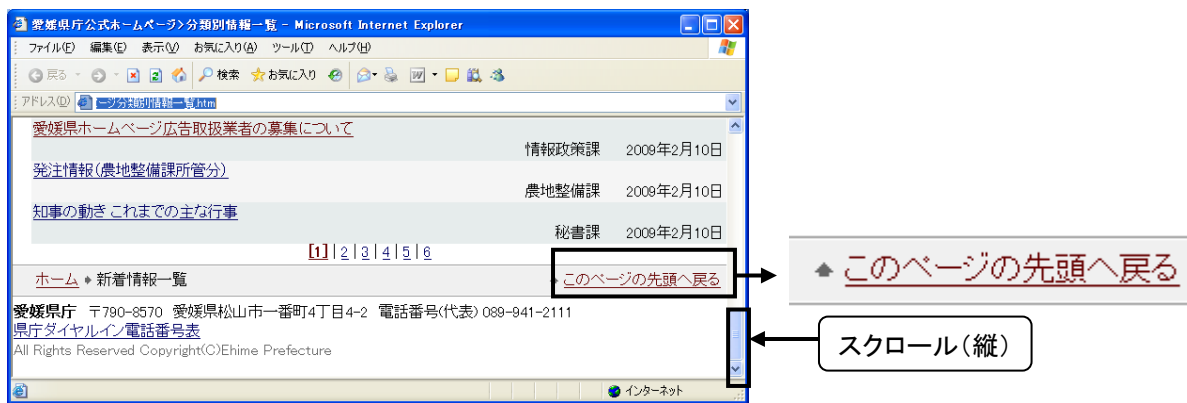 愛媛県庁公式ホームページ>分類別情報一覧 - Microsoft Internet Explorer
ファイル(F) 編集(E) 表示(V) お気に入り(A) ツール(T) ヘルプ(H)
戻る 検索 お気に入り
アドレス(D) ージ分類別情報一覧.htm
愛媛県ホームページ広告取扱業者の募集について
情報政策課 2009年2月10日
発注情報(農地整備課所管分)
農地整備課 2009年2月10日
知事の動き これまでの主な行事
秘書課 2009年2月10日
[1] | 2 | 3 | 4 | 5 | 6
ホーム 新着情報一覧 このページの先頭へ戻る
このページの先頭へ戻る
愛媛県庁 〒790-8570 愛媛県松山市一番町4丁目4-2 電話番号(代表) 089-941-2111
県庁ダイヤルイン電話番号表
All Rights Reserved Copyright(C)Ehime Prefecture
スクロール(縦)
インターネット